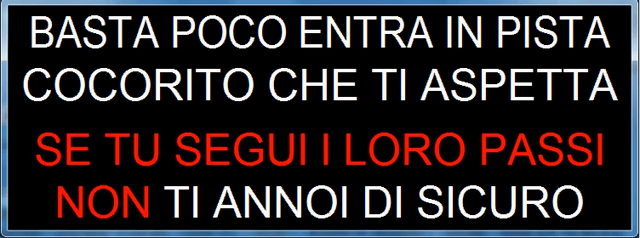 BASTA POCO ENTRA IN PISTA
COCORITO CHE TI ASPETTA
SE TU SEGUI I LORO PASSI
NON TI ANNOI DI SICURO